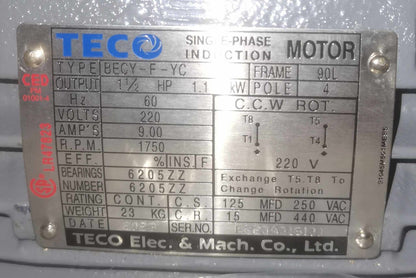 TECO SINGLE-PHASE INDUCTION MOTOR
TYPE BECY-F-YC FRAME 90L
OUTPUT 1½ HP 1.1 kW POLE 4
Hz 60 C.C.W ROT.
VOLTS 220 T8 T5
AMP'S 9.00 T1 T4
R.P.M. 1750
EFF. % INS F 220 V
BEARINGS 6205ZZ Exchange T5.T8 To
NUMBER 6205ZZ Change Rotation
RATING CONT. C.S. 125 MFD 250 VAC
WEIGHT 23 KG C.R. 15 MFD 440 VAC
DATE SER.NO.
TECO Elec. & Mach. Co., Ltd.